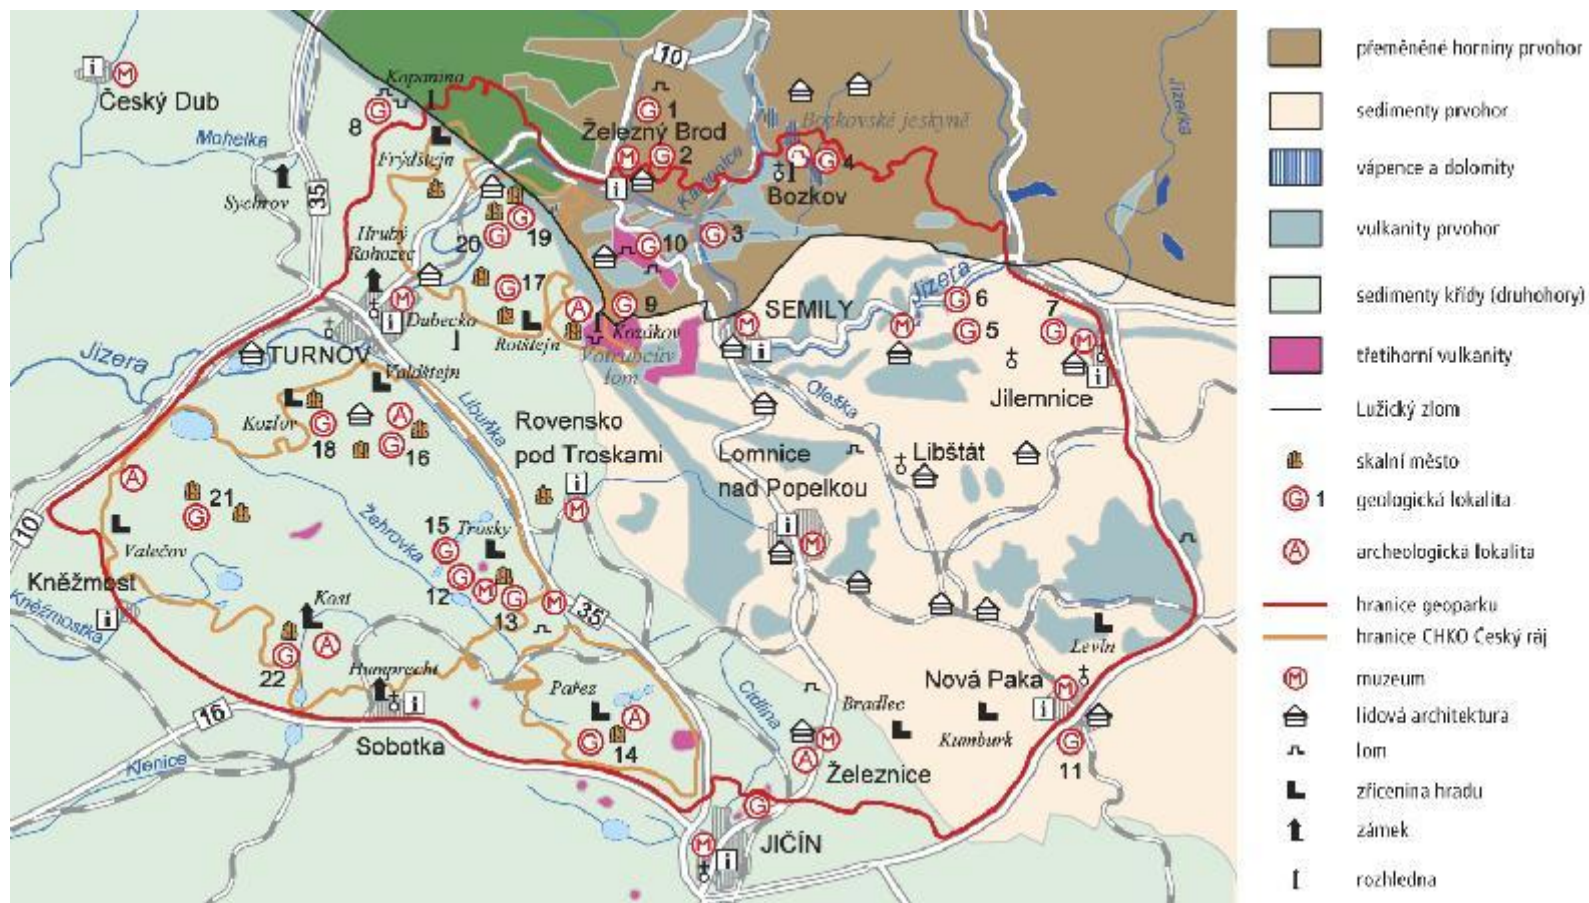 10
Kopanina
i
M
Český Dub
G
8
G
1
Železný Brod
Bozkovské jeskyně
Jizerka
Mohelka
35
Frýdštejn
M
G
2
Kamenice
G
4
Sychrov
i
Bozkov
Hrubý
Rohozec
20
G
G
19
G
10
G
3
G
17
Jizera
G
6
M
i
Dubecko
A
G
9
Kozákov
M
SEMILY
M
G
5
7
G
M
Rotštejn
Votrubcův
lom
i
i
Jizera
TURNOV
Valdštejn
Libuňka
Oleška
Jilemnice
Kozlov
G
18
A
G
16
Rovensko
pod Troskami
i
M
Lomnice
nad Popelkou
Libštát
A
21
G
10
Valečov
Žehrovka
15
G
Trosky
i
M
Kněžmost
Kněžmostka
i
G
12
M
G
13
M
35
Kost
G
22
A
Humprecht
i
Levín
Pařez
Cidlina
Nová Paka
M
i
16
Sobotka
A
G
14
Bradlec
Kumburk
M
A
Železnice
G
11
Klenice
G
M
i
JIČÍN
přeměněné horniny prvohor
sedimenty prvohor
vápence a dolomity
vulkanity prvohor
sedimenty křídy (druhohory)
třetihorní vulkanity
Lužický zlom
skalní město
G 1 geologická lokalita
A archeologická lokalita
hranice geoparku
hranice CHKO Český ráj
M muzeum
lidová architektura
lom
zřícenina hradu
zámek
rozhledna